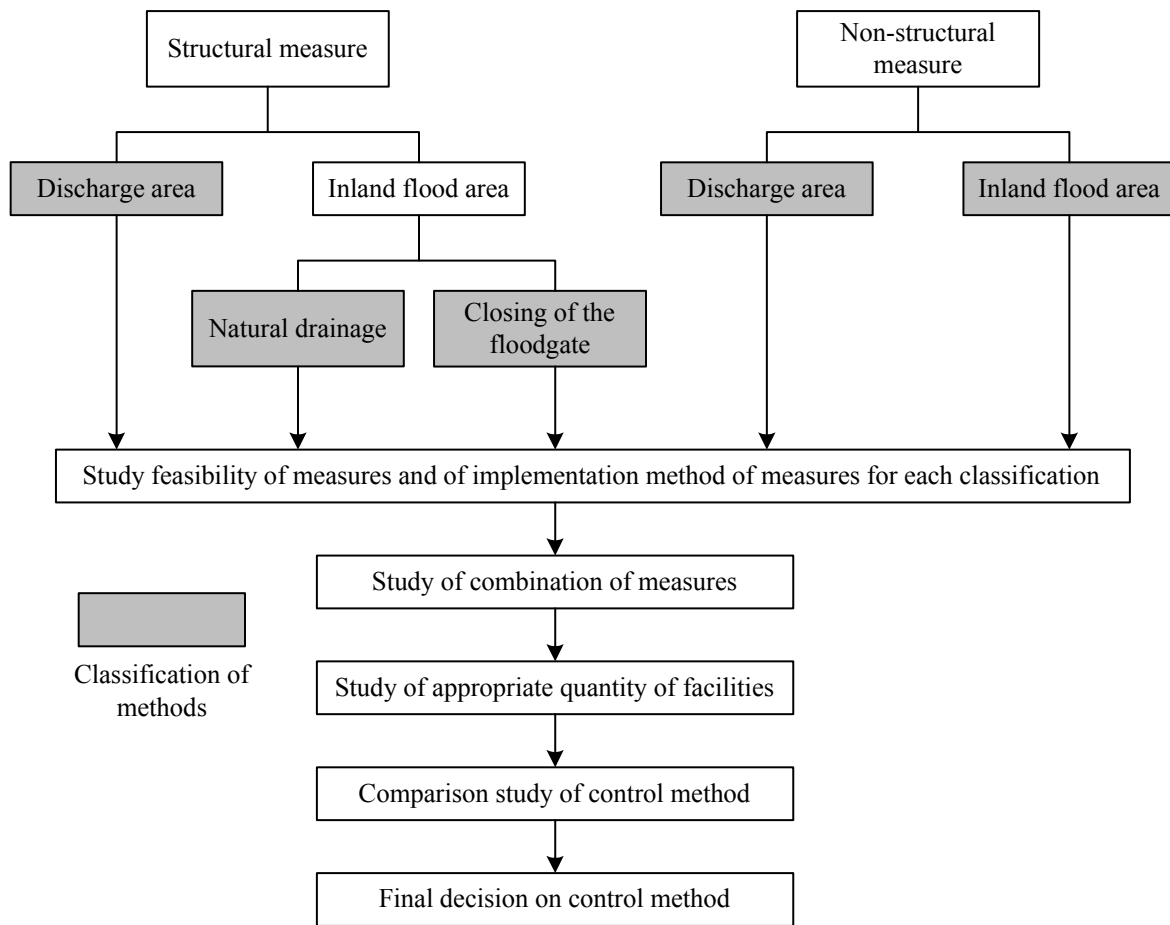 Structural measure
Non-structural
measure
Discharge area
Inland flood area
Discharge area
Inland flood area
Natural drainage
Closing of the
floodgate
Study feasibility of measures and of implementation method of measures for each classification
Study of combination of measures
Classification of
methods
Study of appropriate quantity of facilities
Comparison study of control method
Final decision on control method